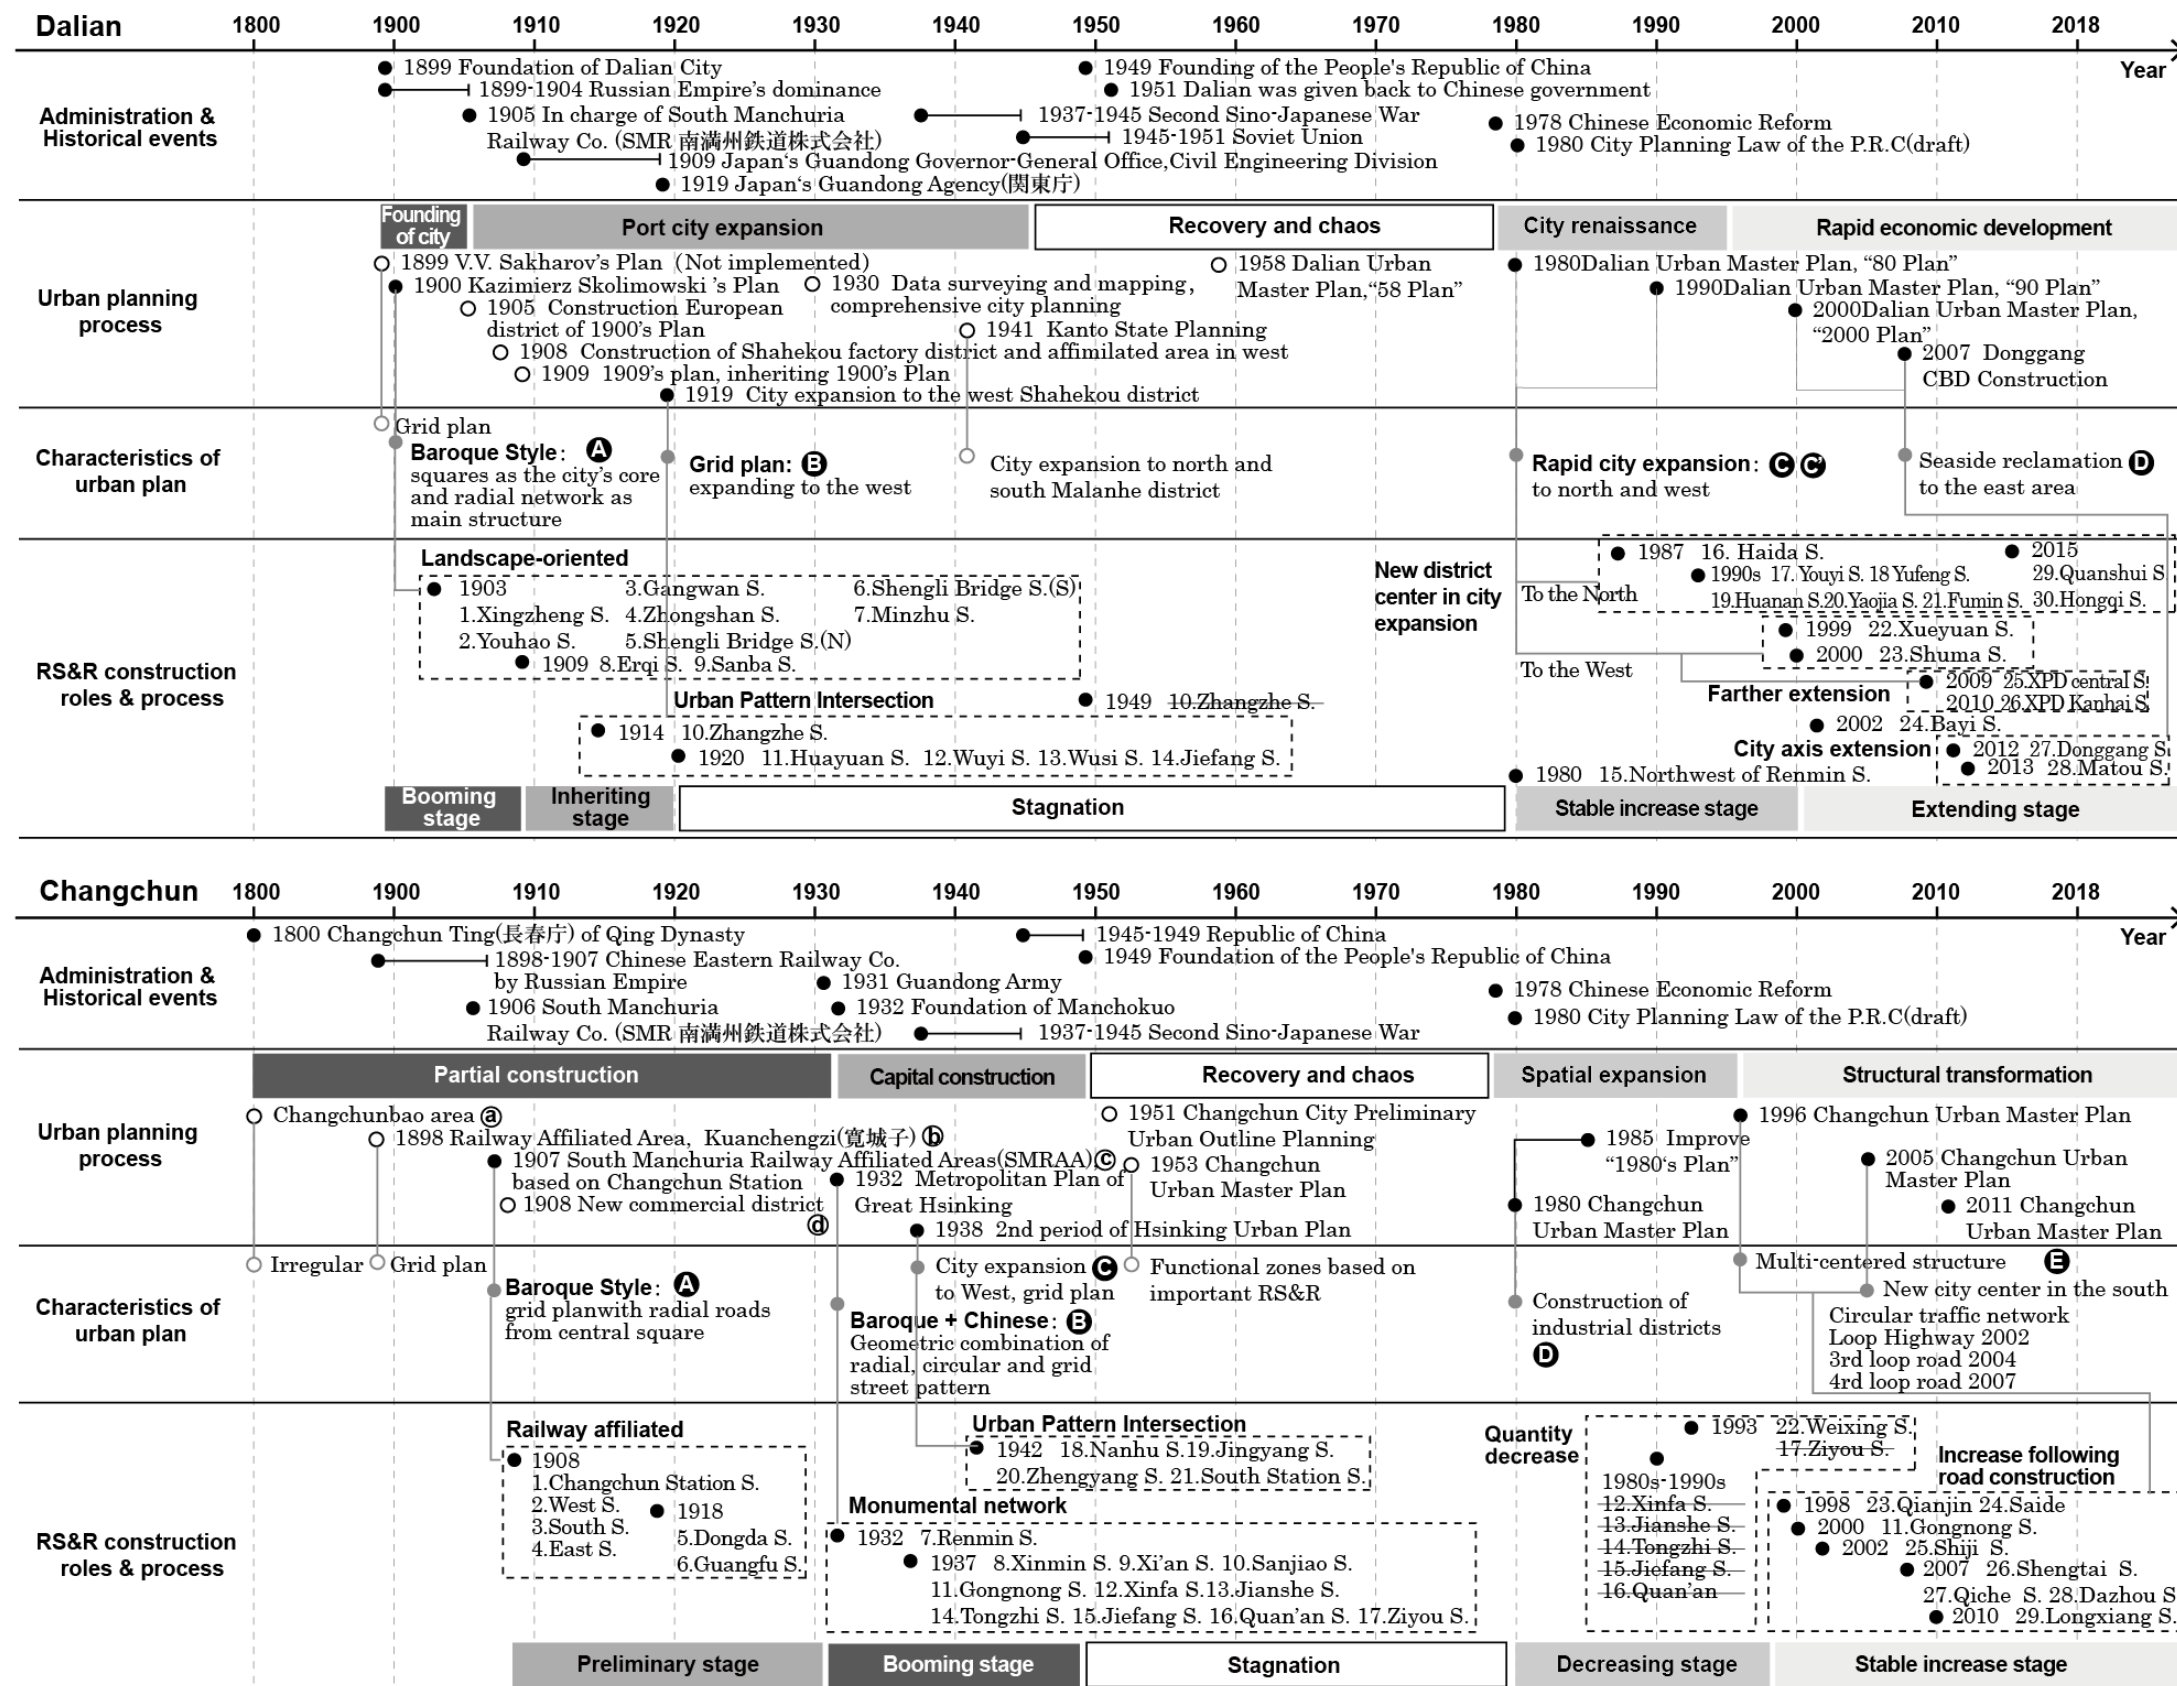 Dalian 1800 1900 1910 1920 1930 1940 1950 1960 1970 1980 1990 2000 2010 2018
Year
Administration &
Historical events
1899 Foundation of Dalian City
1899-1904 Russian Empire's dominance
1905 In charge of South Manchuria
Railway Co. (SMR 南満州鉄道株式会社)
1909 Japan's Guandong Governor-General Office,Civil Engineering Division
1919 Japan's Guandong Agency(関東庁)
1949 Founding of the People's Republic of China
1951 Dalian was given back to Chinese government
1937-1945 Second Sino-Japanese War
1945-1951 Soviet Union
1978 Chinese Economic Reform
1980 City Planning Law of the P.R.C(draft)
Founding
of city
Port city expansion
Recovery and chaos
City renaissance
Rapid economic development
Urban planning
process
1899 V.V. Sakharov's Plan (Not implemented)
1900 Kazimierz Skolimowski 's Plan
1905 Construction European
district of 1900's Plan
1908 Construction of Shahekou factory district and affimilated area in west
1909 1909's plan, inheriting 1900's Plan
1919 City expansion to the west Shahekou district
1930 Data surveying and mapping,
comprehensive city planning
1941 Kanto State Planning
1958 Dalian Urban
Master Plan,“58 Plan”
1980Dalian Urban Master Plan, “80 Plan”
1990Dalian Urban Master Plan, “90 Plan”
2000Dalian Urban Master Plan,
“2000 Plan”
2007 Donggang
CBD Construction
Characteristics of
urban plan
Grid plan
Baroque Style: A
squares as the city's core
and radial network as
main structure
Grid plan: B
expanding to the west
City expansion to north and
south Malanhe district
Rapid city expansion: C C'
to north and west
Seaside reclamation D
to the east area
RS&R construction
roles & process
Landscape-oriented
1903 3.Gangwan S. 6.Shengli Bridge S.(S)
1.Xingzheng S. 4.Zhongshan S. 7.Minzhu S.
2.Youhao S. 5.Shengli Bridge S.(N)
1909 8.Erqi S. 9.Sanba S.
Urban Pattern Intersection
1914 10.Zhangzhe S.
1920 11.Huayuan S. 12.Wuyi S. 13.Wusi S. 14.Jiefang S.
1949 10.Zhangzhe S.
New district
center in city
expansion
To the North
1987 16. Haida S.
1990s 17. Youyi S. 18 Yufeng S.
19.Huanan S.20.Yaojia S. 21.Fumin S.
2015
29.Quanshui S.
30.Hongqi S.
To the West
1999 22.Xueyuan S.
2000 23.Shuma S.
Farther extension
2009 25.XPD central S.
2010 26.XPD Kanhai S.
2002 24.Bayi S.
City axis extension
2012 27.Donggang S.
2013 28.Matou S.
1980 15.Northwest of Renmin S.
Booming
stage
Inheriting
stage
Stagnation
Stable increase stage
Extending stage
Changchun 1800 1900 1910 1920 1930 1940 1950 1960 1970 1980 1990 2000 2010 2018
Year
Administration &
Historical events
1800 Changchun Ting(長春庁) of Qing Dynasty
1898-1907 Chinese Eastern Railway Co.
by Russian Empire
1906 South Manchuria
Railway Co. (SMR 南満州鉄道株式会社)
1931 Guandong Army
1932 Foundation of Manchokuo
1937-1945 Second Sino-Japanese War
1945-1949 Republic of China
1949 Foundation of the People's Republic of China
1978 Chinese Economic Reform
1980 City Planning Law of the P.R.C(draft)
Partial construction
Capital construction
Recovery and chaos
Spatial expansion
Structural transformation
Urban planning
process
Changchunbao area ⓐ
1898 Railway Affiliated Area, Kuanchengzi(寛城子) ⓑ
1907 South Manchuria Railway Affiliated Areas(SMRAA),ⓒ
based on Changchun Station
1908 New commercial district
ⓓ
1932 Metropolitan Plan of
Great Hsinking
1938 2nd period of Hsinking Urban Plan
1951 Changchun City Preliminary
Urban Outline Planning
1953 Changchun
Urban Master Plan
1985 Improve
“1980's Plan”
1980 Changchun
Urban Master Plan
1996 Changchun Urban Master Plan
2005 Changchun Urban
Master Plan
2011 Changchun
Urban Master Plan
Characteristics of
urban plan
Irregular
Grid plan
Baroque Style: A
grid planwith radial roads
from central square
City expansion C
to West, grid plan
Baroque + Chinese: B
Geometric combination of
radial, circular and grid
street pattern
Functional zones based on
important RS&R
Construction of
industrial districts
D
Multi-centered structure E
New city center in the south
Circular traffic network
Loop Highway 2002
3rd loop road 2004
4rd loop road 2007
RS&R construction
roles & process
Railway affiliated
1908
1.Changchun Station S.
2.West S.
3.South S.
4.East S.
1918
5.Dongda S.
6.Guangfu S.
Urban Pattern Intersection
1942 18.Nanhu S.19.Jingyang S.
20.Zhengyang S. 21.South Station S.
Monumental network
1932 7.Renmin S.
1937 8.Xinmin S. 9.Xi'an S. 10.Sanjiao S.
11.Gongnong S. 12.Xinfa S.13.Jianshe S.
14.Tongzhi S. 15.Jiefang S. 16.Quan'an S. 17.Ziyou S.
Quantity
decrease
1993 22.Weixing S.
17.Ziyou S.
1980s-1990s
12.Xinfa S.
13.Jianshe S.
14.Tongzhi S.
15.Jiefang S.
16.Quan'an
Increase following
road construction
1998 23.Qianjin 24.Saide
2000 11.Gongnong S.
2002 25.Shiji S.
2007 26.Shengtai S.
27.Qiche S. 28.Dazhou S
2010 29.Longxiang S.
Preliminary stage
Booming stage
Stagnation
Decreasing stage
Stable increase stage